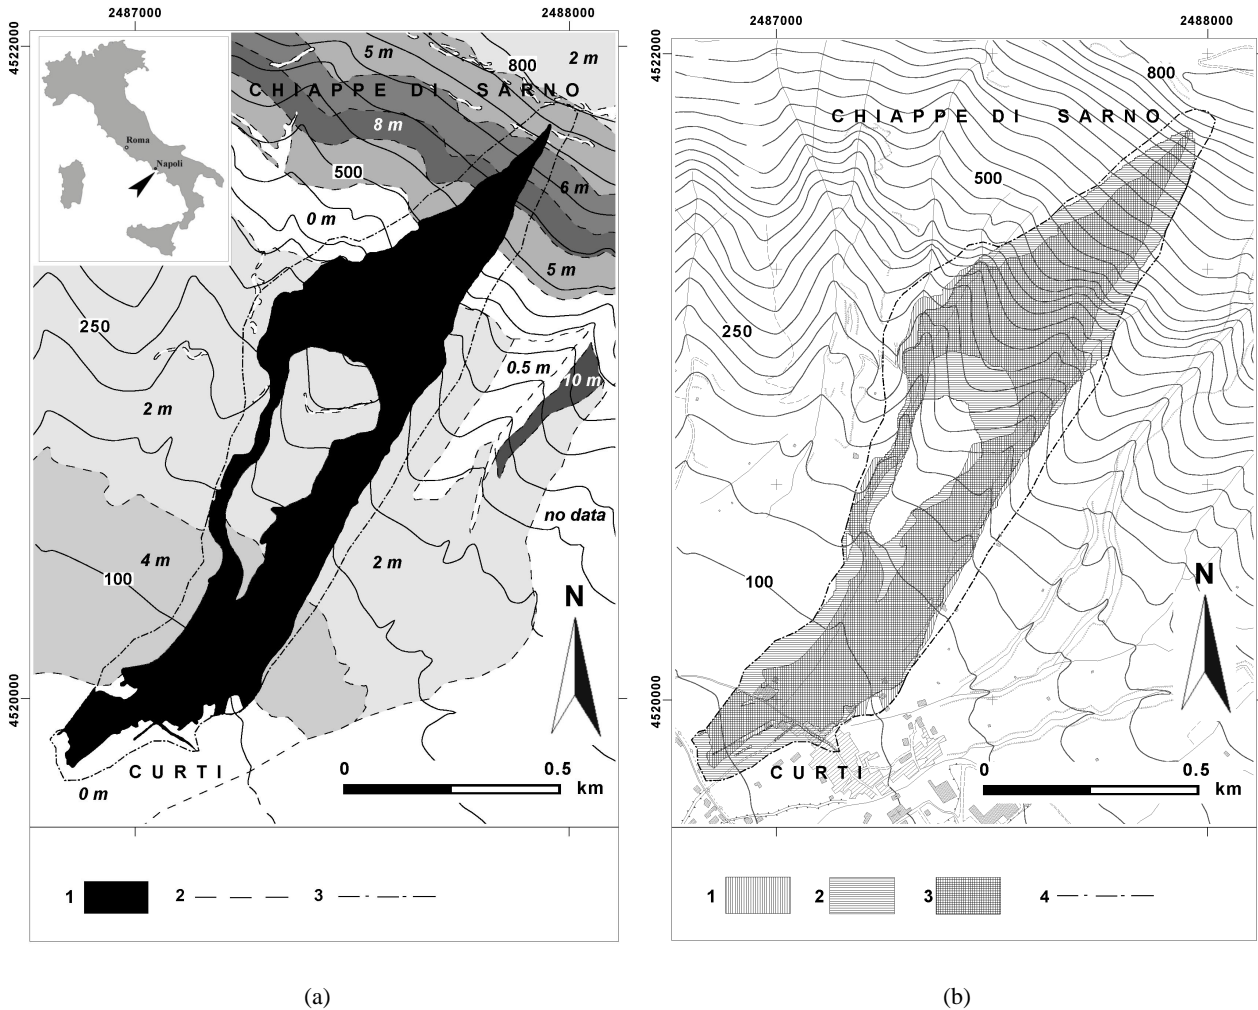 2487000
2488000
4522000
4520000
Roma
Napoli
5 m
800
2 m
CHIAPPE DI SARNO
8 m
500
6 m
0 m
5 m
250
0.5 m
10 m
2 m
no data
4 m
2 m
100
N
CURTI
0
0.5
km
0 m
1
2
3
(a)
2487000
2488000
4522000
4520000
800
CHIAPPE DI SARNO
500
250
100
N
CURTI
0
0.5
km
1
2
3
4
(b)